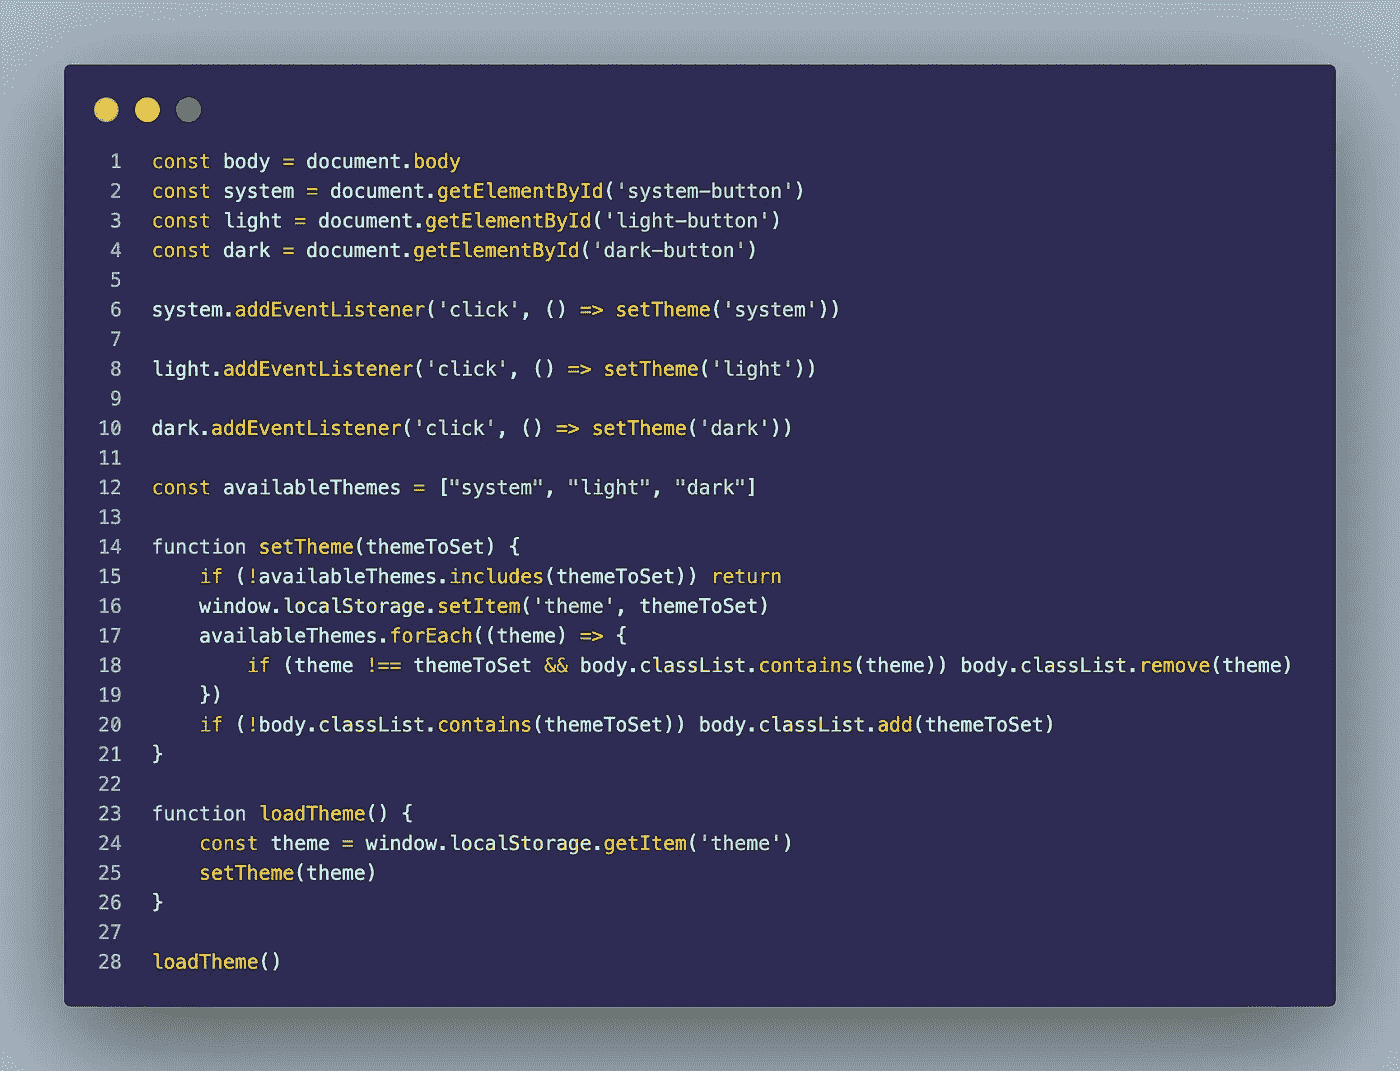 1 const body = document.body
2 const system = document.getElementById('system-button')
3 const light = document.getElementById('light-button')
4 const dark = document.getElementById('dark-button')
5
6 system.addEventListener('click', () => setTheme('system'))
7
8 light.addEventListener('click', () => setTheme('light'))
9
10 dark.addEventListener('click', () => setTheme('dark'))
11
12 const availableThemes = ["system", "light", "dark"]
13
14 function setTheme(themeToSet) {
15     if (!availableThemes.includes(themeToSet)) return
16     window.localStorage.setItem('theme', themeToSet)
17     availableThemes.forEach((theme) => {
18         if (theme !== themeToSet && body.classList.contains(theme)) body.classList.remove(theme)
19     })
20     if (!body.classList.contains(themeToSet)) body.classList.add(themeToSet)
21 }
22
23 function loadTheme() {
24     const theme = window.localStorage.getItem('theme')
25     setTheme(theme)
26 }
27
28 loadTheme()